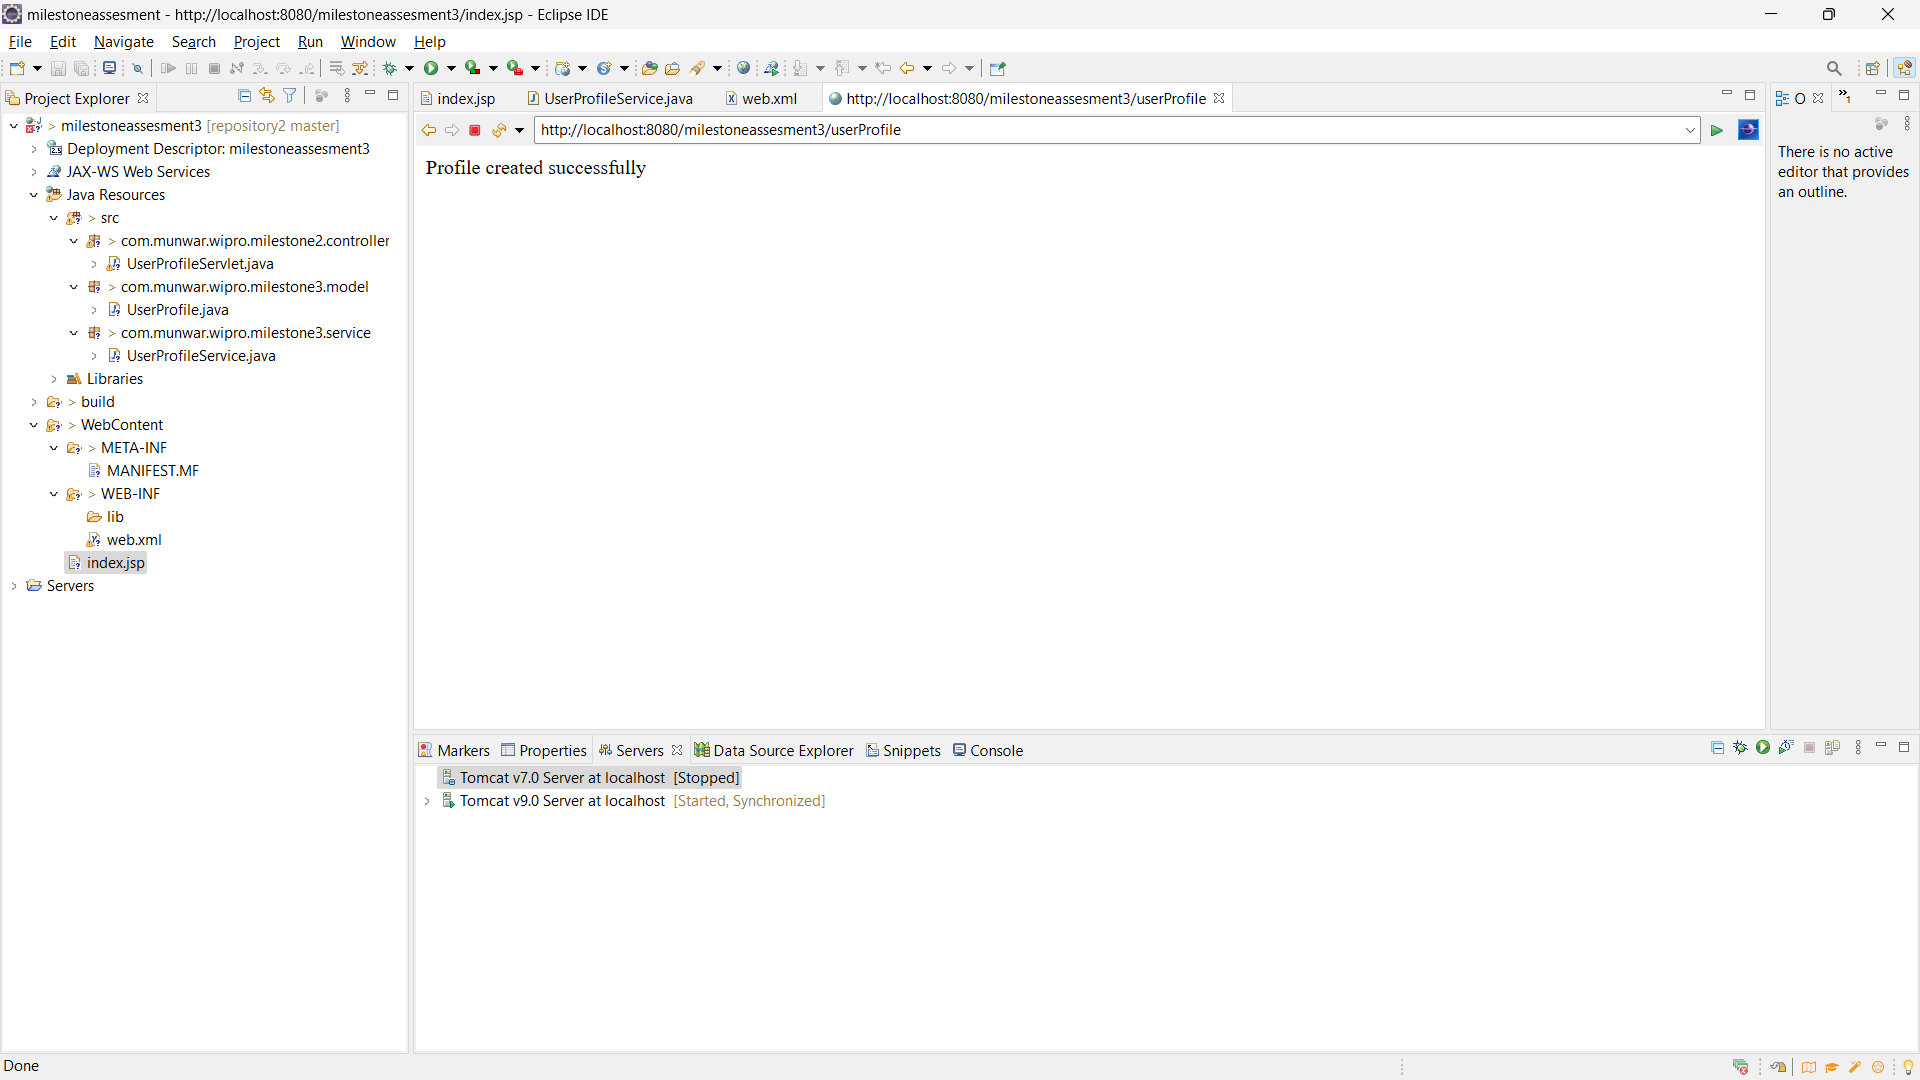 milestoneassesment - http://localhost:8080/milestoneassesment3/index.jsp - Eclipse IDE
File Edit Navigate Search Project Run Window Help
Project Explorer
> milestoneassesment3 [repository2 master]
Deployment Descriptor: milestoneassesment3
JAX-WS Web Services
Java Resources
> src
> com.munwar.wipro.milestone2.controller
UserProfileServlet.java
> com.munwar.wipro.milestone3.model
UserProfile.java
> com.munwar.wipro.milestone3.service
UserProfileService.java
Libraries
> build
> WebContent
> META-INF
MANIFEST.MF
> WEB-INF
lib
web.xml
index.jsp
Servers
index.jsp UserProfileService.java web.xml http://localhost:8080/milestoneassesment3/userProfile
http://localhost:8080/milestoneassesment3/userProfile
Profile created successfully
O »1
There is no active
editor that provides
an outline.
Markers Properties Servers Data Source Explorer Snippets Console
Tomcat v7.0 Server at localhost [Stopped]
Tomcat v9.0 Server at localhost [Started, Synchronized]
Done